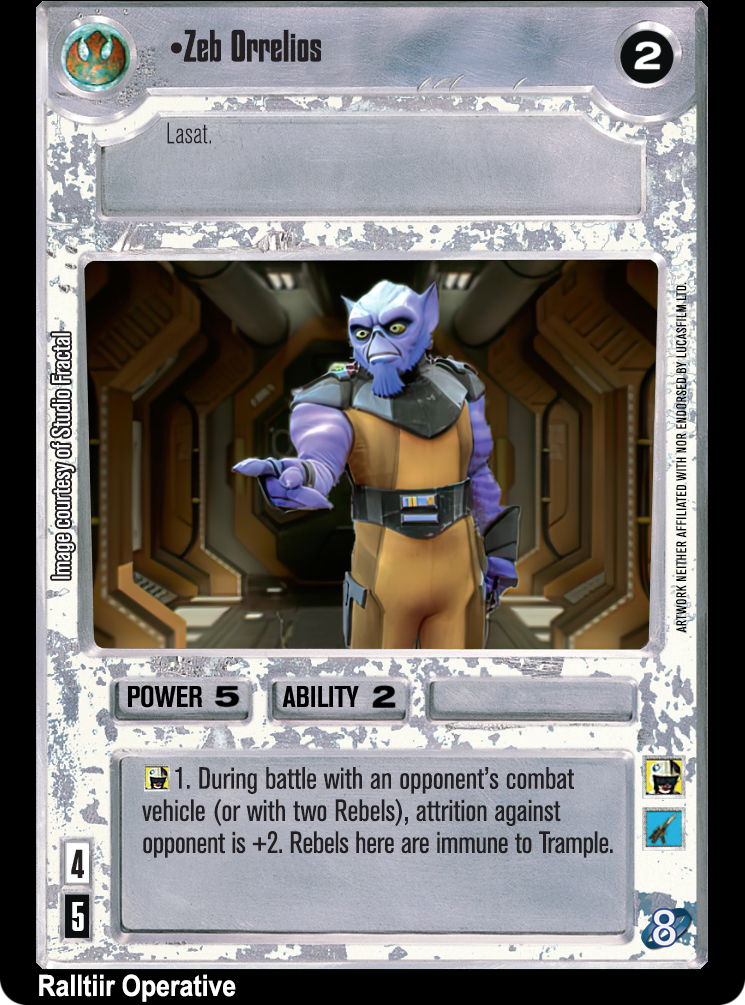 •Zeb Orrelios
2
Lasat.
Image courtesy of Studio Fractal
ARTWORK NEITHER AFFILIATED WITH NOR ENDORSED BY LUCASFILM LTD.
POWER 5
ABILITY 2
1. During battle with an opponent's combat
vehicle (or with two Rebels), attrition against
opponent is +2. Rebels here are immune to Trample.
4
5
8
Ralltiir Operative